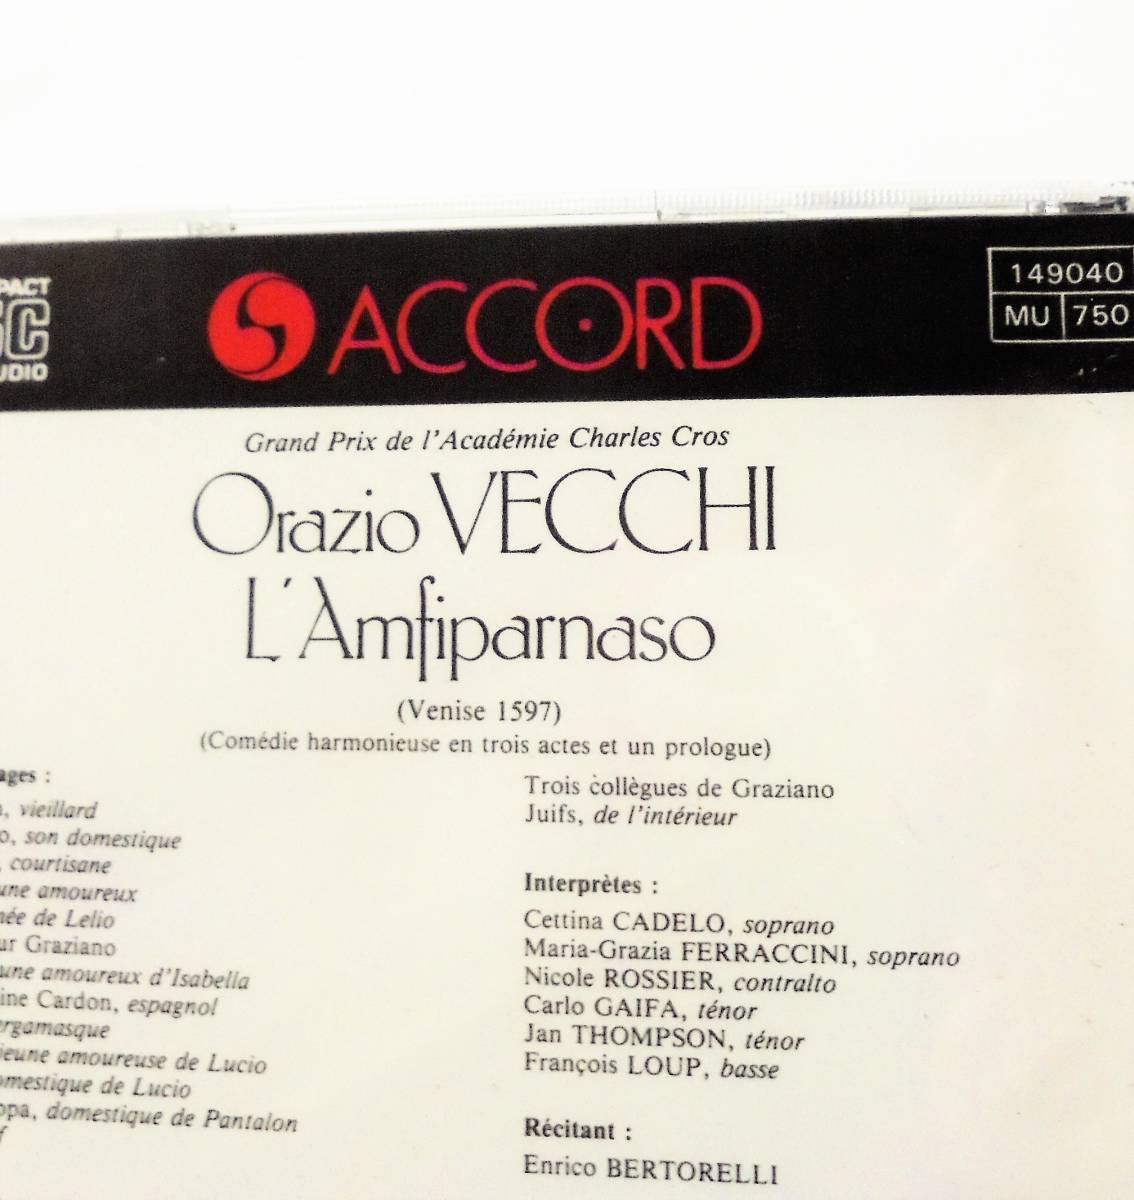 ACCORD
149040
MU 750
AUDIO
Grand Prix de l'Académie Charles Cros
Orazio VECCHI
L'Amfiparnaso
(Venise 1597)
(Comédie harmonieuse en trois actes et un prologue)
vieillard
son domestique
courtisane
amoureux
de Lelio
Graziano
amoureux d'Isabella
Cardon, espagnol
jeune amoureuse de Lucio
domestique de Lucio
domestique de Pantalon
Trois collègues de Graziano
Juifs, de l'intérieur
Interprètes :
Cettina CADELO, soprano
Maria-Grazia FERRACCINI, soprano
Nicole ROSSIER, contralto
Carlo GAIFA, ténor
Jan THOMPSON, ténor
François LOUP, basse
Récitant :
Enrico BERTORELLI